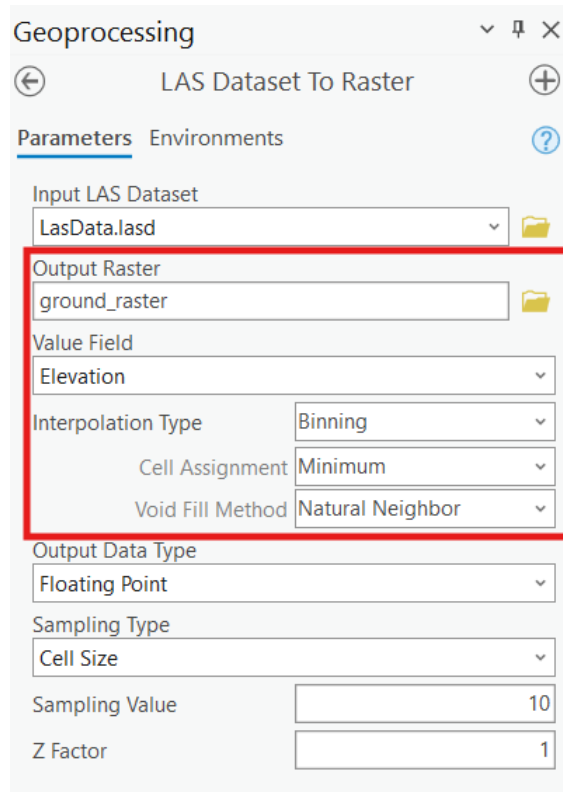 Geoprocessing
LAS Dataset To Raster
Parameters Environments
?
Input LAS Dataset
LasData.lasd
Output Raster
ground_raster
Value Field
Elevation
Interpolation Type Binning
Cell Assignment Minimum
Void Fill Method Natural Neighbor
Output Data Type
Floating Point
Sampling Type
Cell Size
Sampling Value 10
Z Factor 1